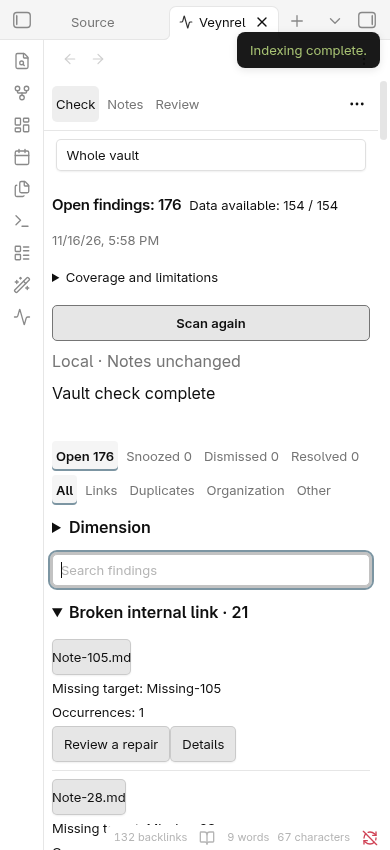 Source
Veynrel
Indexing complete.
Check Notes Review
Whole vault
Open findings: 176 Data available: 154 / 154
11/16/26, 5:58 PM
Coverage and limitations
Scan again
Local · Notes unchanged
Vault check complete
Open 176 Snoozed 0 Dismissed 0 Resolved 0
All Links Duplicates Organization Other
Dimension
Search findings
Broken internal link · 21
Note-105.md
Missing target: Missing-105
Occurrences: 1
Review a repair Details
Note-28.md
132 backlinks 9 words 67 characters